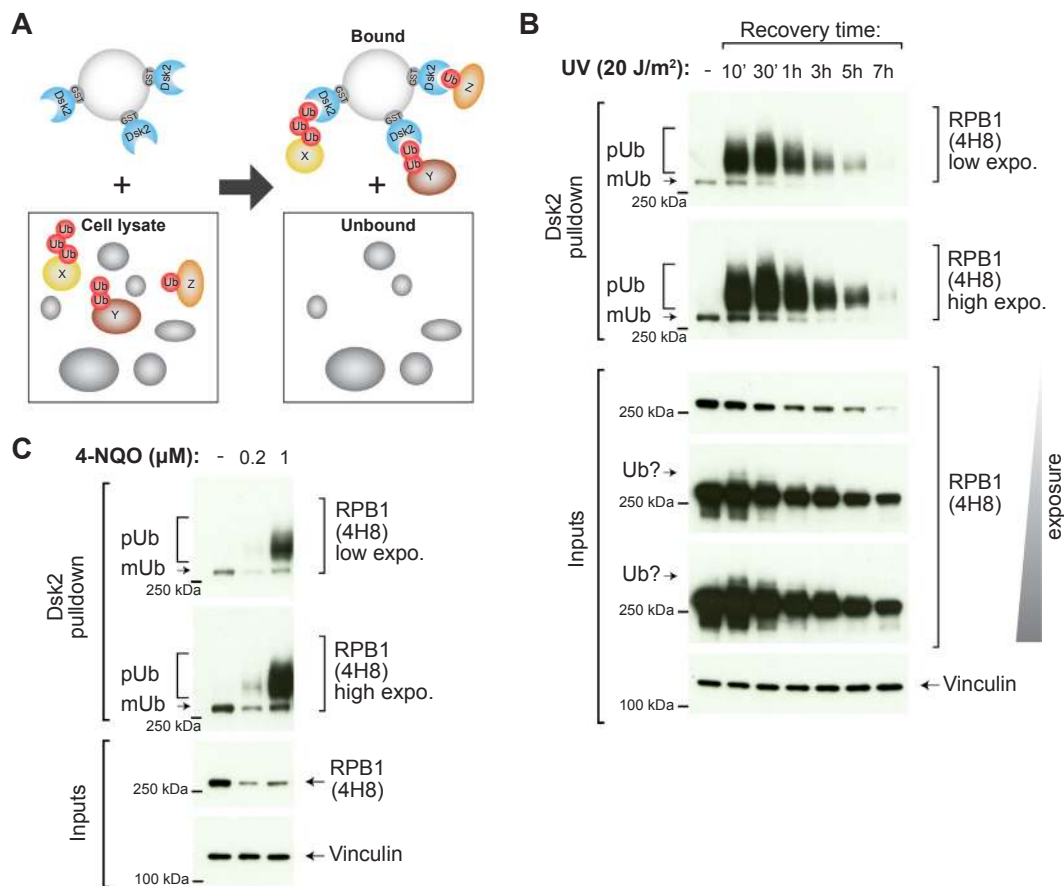 A
GST
Dsk2
GST
Dsk2
GST
Dsk2
+
Cell lysate
Ub
Ub
Ub
X
Ub
Ub
Y
Ub
Z
Bound
GST
Dsk2
Ub
Z
GST
Dsk2
Ub
Ub
Ub
X
GST
Dsk2
Ub
Ub
Y
+
Unbound
B
Recovery time:
UV (20 J/m²): - 10' 30' 1h 3h 5h 7h
Dsk2
pulldown
pUb
mUb
250 kDa
RPB1
(4H8)
low expo.
pUb
mUb
250 kDa
RPB1
(4H8)
high expo.
Inputs
250 kDa
Ub?
250 kDa
Ub?
250 kDa
RPB1
(4H8)
exposure
100 kDa
Vinculin
C
4-NQO (µM): - 0.2 1
Dsk2
pulldown
pUb
mUb
250 kDa
RPB1
(4H8)
low expo.
pUb
mUb
250 kDa
RPB1
(4H8)
high expo.
Inputs
250 kDa
RPB1
(4H8)
100 kDa
Vinculin